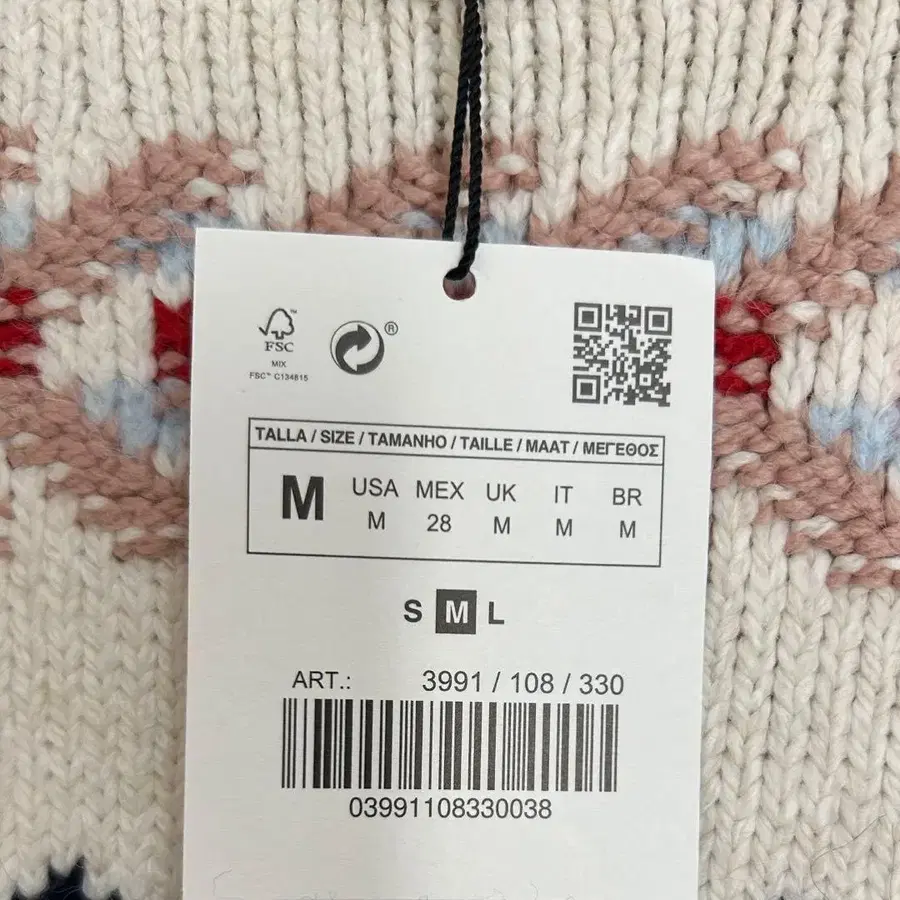 FSC™
MIX
FSC™ C134815
®
TALLA / SIZE / TAMANHO / TAILLE / MAAT / ΜΕΓΕΘΟΣ
M
USA MEX UK IT BR
M 28 M M M
S M L
ART.: 3991 / 108 / 330
03991108330038